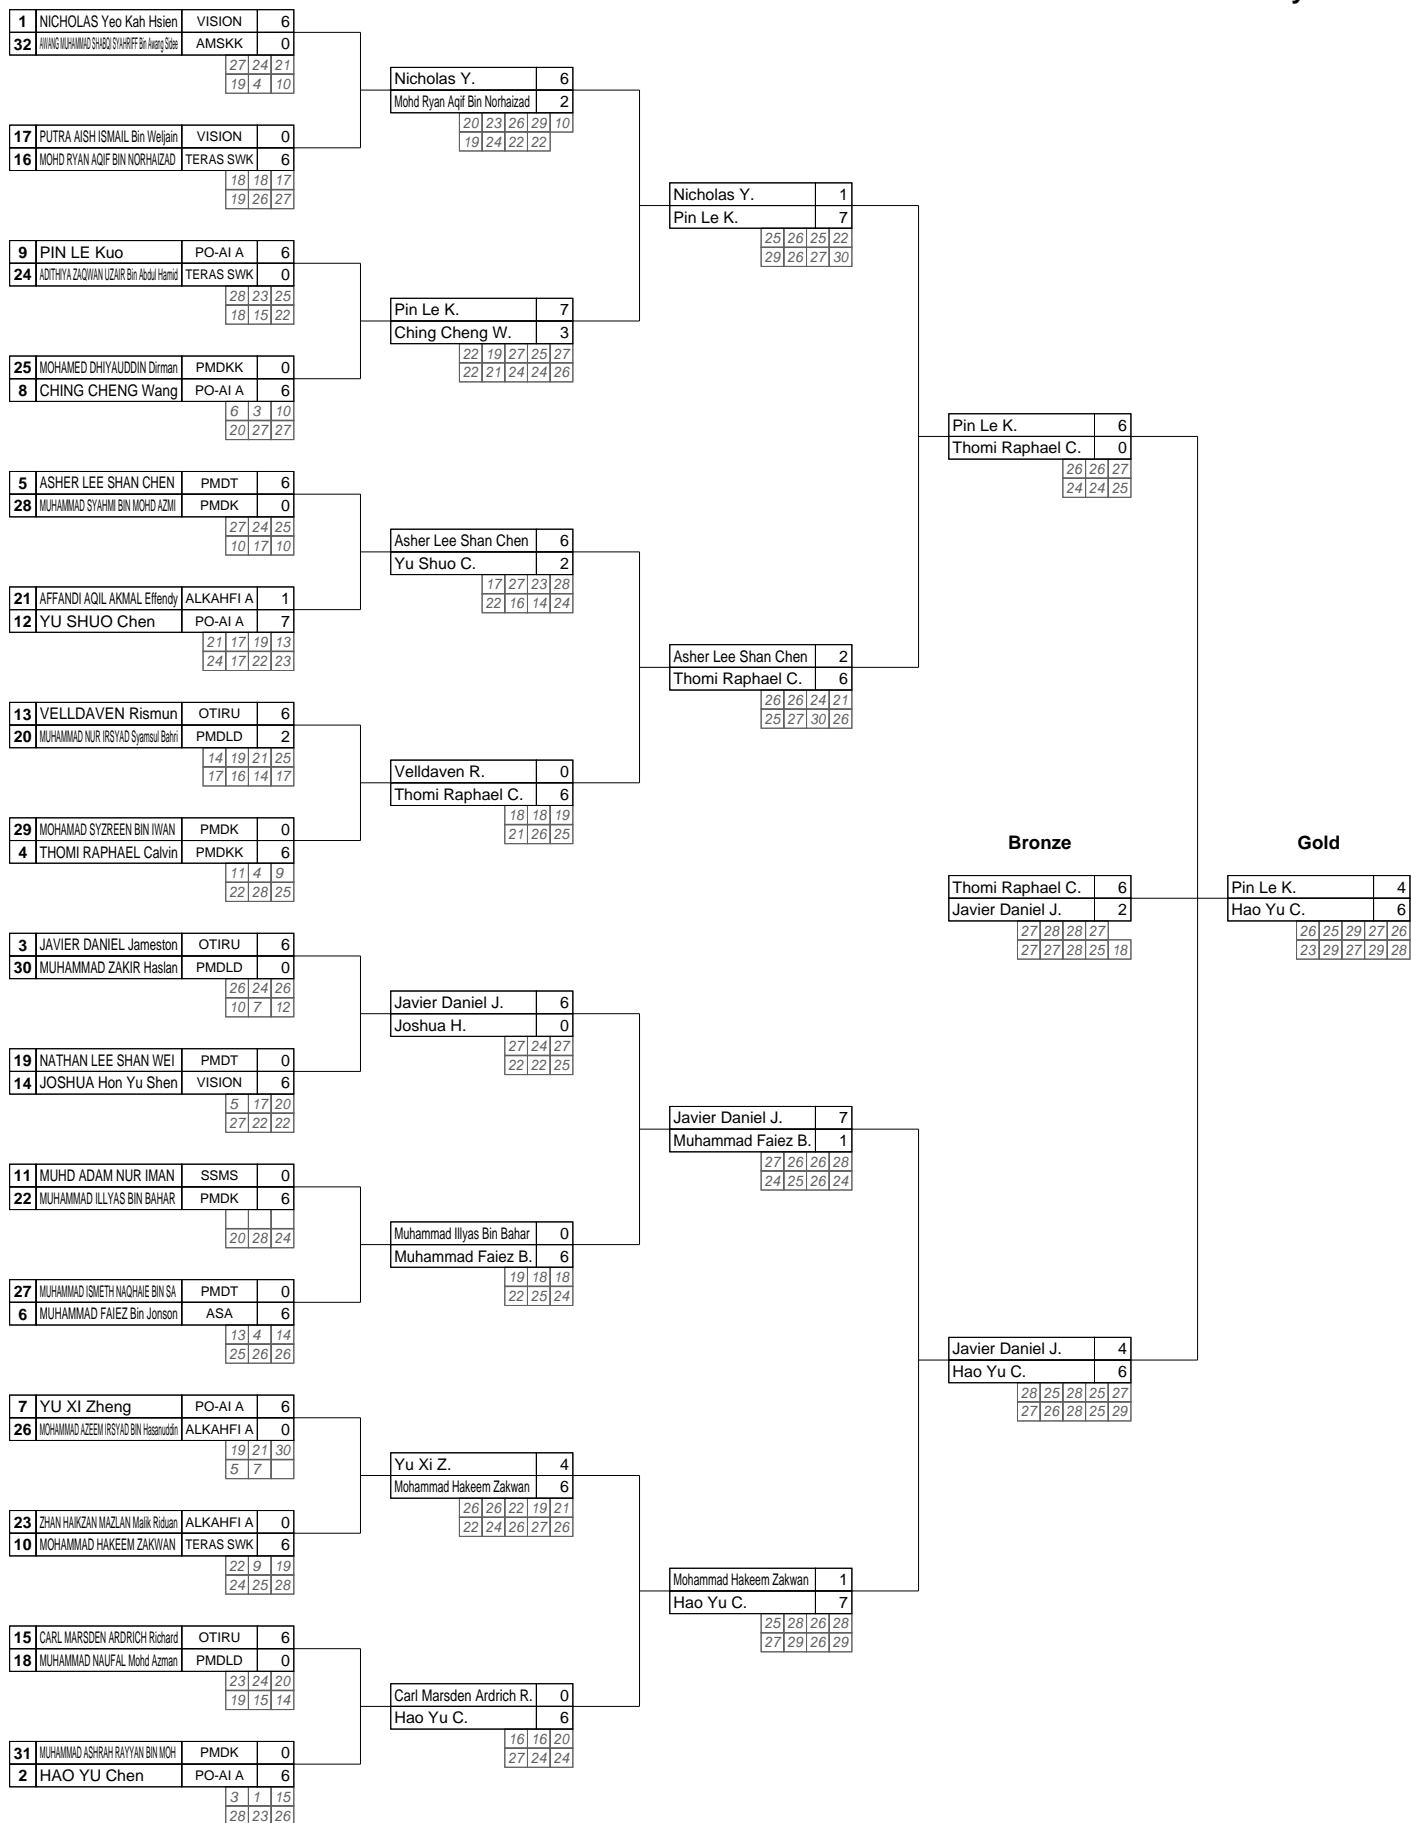 1 NICHOLAS Yeo Kah Hsien VISION 6
32 AWANG MUHAMMAD SHABQI SYAHRIFF Bin Awang Sidee AMSKK 0
27 24 21
19 4 10
17 PUTRA AISH ISMAIL Bin Weljain VISION 0
16 MOHD RYAN AQIF BIN NORHAIZAD TERAS SWK 6
18 18 17
19 26 27
9 PIN LE Kuo PO-AI A 6
24 ADITHIYA ZAQWAN UZAIR Bin Abdul Hamid TERAS SWK 0
28 23 25
18 15 22
25 MOHAMED DHIYAUDDIN Dirman PMDKK 0
8 CHING CHENG Wang PO-AI A 6
6 3 10
20 27 27
5 ASHER LEE SHAN CHEN PMDT 6
28 MUHAMMAD SYAHMI BIN MOHD AZMI PMDK 0
27 24 25
10 17 10
21 AFFANDI AQIL AKMAL Effendy ALKAHFI A 1
12 YU SHUO Chen PO-AI A 7
21 17 19 13
24 17 22 23
13 VELLDAVEN Rismun OTIRU 6
20 MUHAMMAD NUR IRSYAD Syamsul Bahri PMDLD 2
14 19 21 25
17 16 14 17
29 MOHAMAD SYZREEN BIN IWAN PMDK 0
4 THOMI RAPHAEL Calvin PMDKK 6
11 4 9
22 28 25
3 JAVIER DANIEL Jameston OTIRU 6
30 MUHAMMAD ZAKIR Haslan PMDLD 0
26 24 26
10 7 12
19 NATHAN LEE SHAN WEI PMDT 0
14 JOSHUA Hon Yu Shen VISION 6
5 17 20
27 22 22
11 MUHD ADAM NUR IMAN SSMS 0
22 MUHAMMAD ILLYAS BIN BAHAR PMDK 6
20 28 24
27 MUHAMMAD ISMETH NAQHAIE BIN SA PMDT 0
6 MUHAMMAD FAIEZ Bin Jonson ASA 6
13 4 14
25 26 26
7 YU XI Zheng PO-AI A 6
26 MOHAMMAD AZEEM IRSYAD BIN Hasanuddin ALKAHFI A 0
19 21 30
5 7
23 ZHAN HAIKZAN MAZLAN Malik Riduan ALKAHFI A 0
10 MOHAMMAD HAKEEM ZAKWAN TERAS SWK 6
22 9 19
24 25 28
15 CARL MARSDEN ARDRICH Richard OTIRU 6
18 MUHAMMAD NAUFAL Mohd Azman PMDLD 0
23 24 20
19 15 14
31 MUHAMMAD ASHRAH RAYYAN BIN MOH PMDK 0
2 HAO YU Chen PO-AI A 6
3 1 15
28 23 26
Nicholas Y. 6
Mohd Ryan Aqif Bin Norhaizad 2
20 23 26 29 10
19 24 22 22
Pin Le K. 7
Ching Cheng W. 3
22 19 27 25 27
22 21 24 24 26
Asher Lee Shan Chen 6
Yu Shuo C. 2
17 27 23 28
22 16 14 24
Velldaven R. 0
Thomi Raphael C. 6
18 18 19
21 26 25
Javier Daniel J. 6
Joshua H. 0
27 24 27
22 22 25
Muhammad Illyas Bin Bahar 0
Muhammad Faiez B. 6
19 18 18
22 25 24
Yu Xi Z. 4
Mohammad Hakeem Zakwan 6
26 26 22 19 21
22 24 26 27 26
Carl Marsden Ardrich R. 0
Hao Yu C. 6
16 16 20
27 24 24
Nicholas Y. 1
Pin Le K. 7
25 26 25 22
29 26 27 30
Asher Lee Shan Chen 2
Thomi Raphael C. 6
26 26 24 21
25 27 30 26
Javier Daniel J. 7
Muhammad Faiez B. 1
27 26 26 28
24 25 26 24
Mohammad Hakeem Zakwan 1
Hao Yu C. 7
25 28 26 28
27 29 26 29
Pin Le K. 6
Thomi Raphael C. 0
26 26 27
24 24 25
Javier Daniel J. 4
Hao Yu C. 6
28 25 28 25 27
27 26 28 25 29
Bronze
Thomi Raphael C. 6
Javier Daniel J. 2
27 28 28 27
27 27 28 25 18
Gold
Pin Le K. 4
Hao Yu C. 6
26 25 29 27 26
23 29 27 29 28